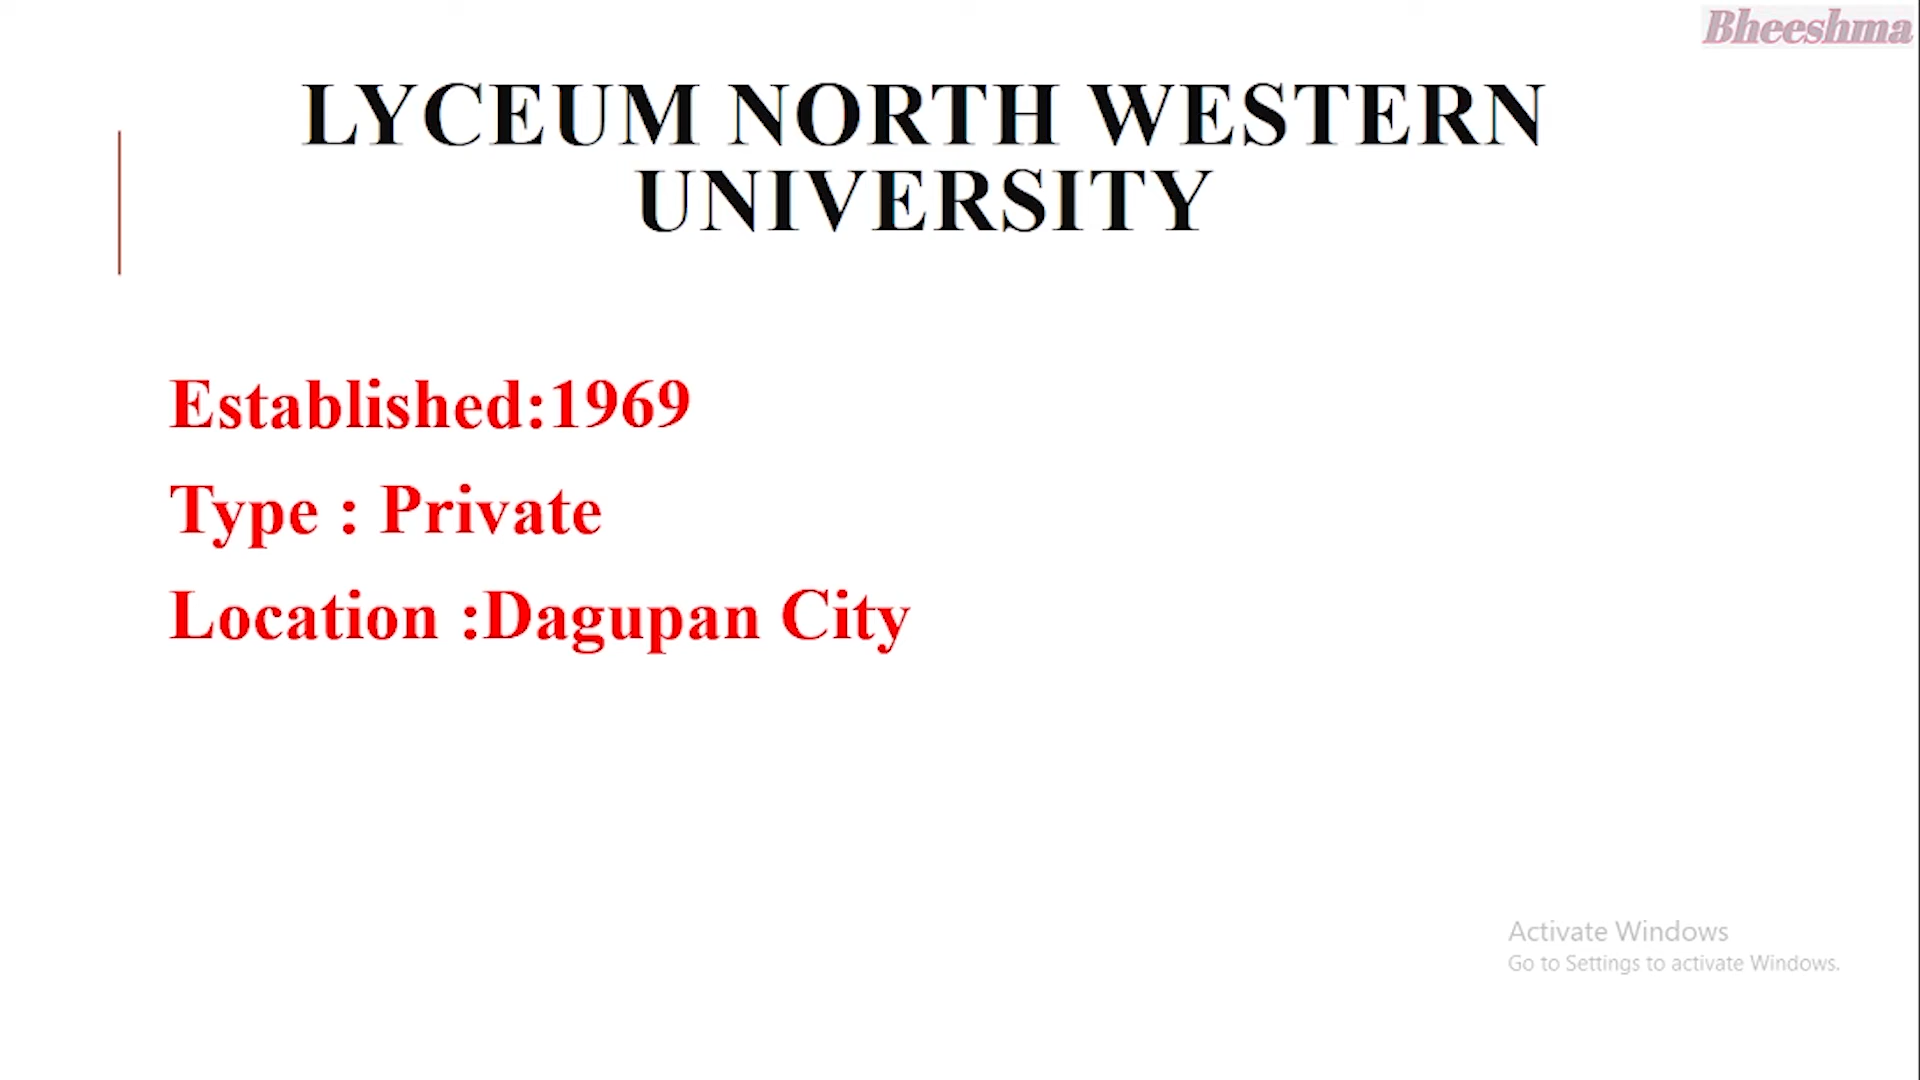 Bheeshma
LYCEUM NORTH WESTERN
UNIVERSITY
Established:1969
Type : Private
Location :Dagupan City
Activate Windows
Go to Settings to activate Windows.